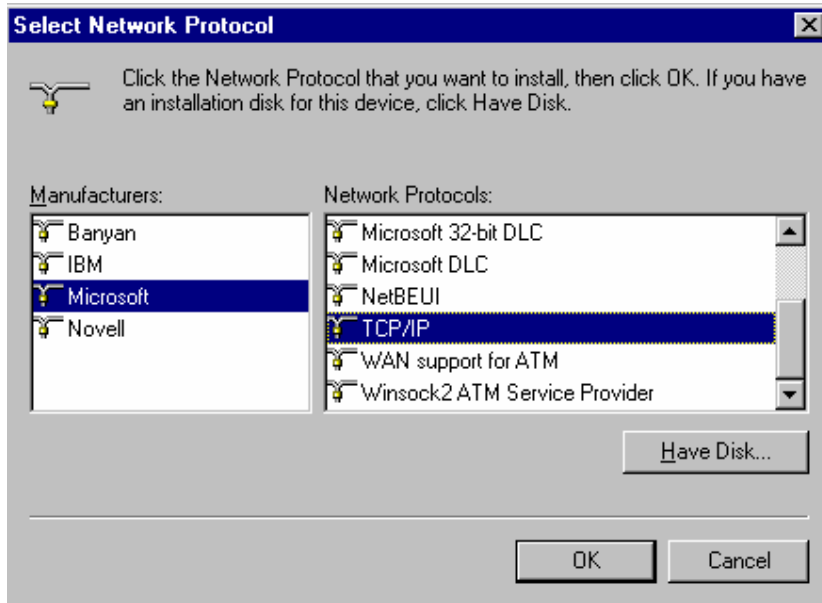 Select Network Protocol
Click the Network Protocol that you want to install, then click OK. If you have
an installation disk for this device, click Have Disk.
Manufacturers:
Banyan
IBM
Microsoft
Novell
Network Protocols:
Microsoft 32-bit DLC
Microsoft DLC
NetBEUI
TCP/IP
WAN support for ATM
Winsock2 ATM Service Provider
Have Disk...
OK
Cancel